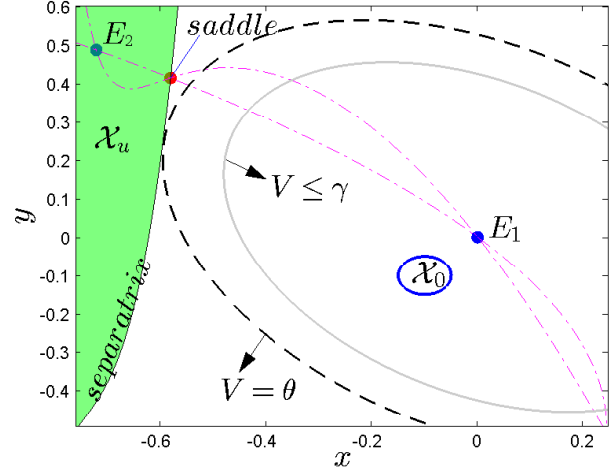 saddle
0.6
E₂
0.5
0.4
0.3
𝒳ᵤ
0.2
V ≤ γ
0.1
y
0
E₁
-0.1
𝒳₀
-0.2
separatrix
-0.3
V = θ
-0.4
-0.6
-0.4
-0.2
0
0.2
x